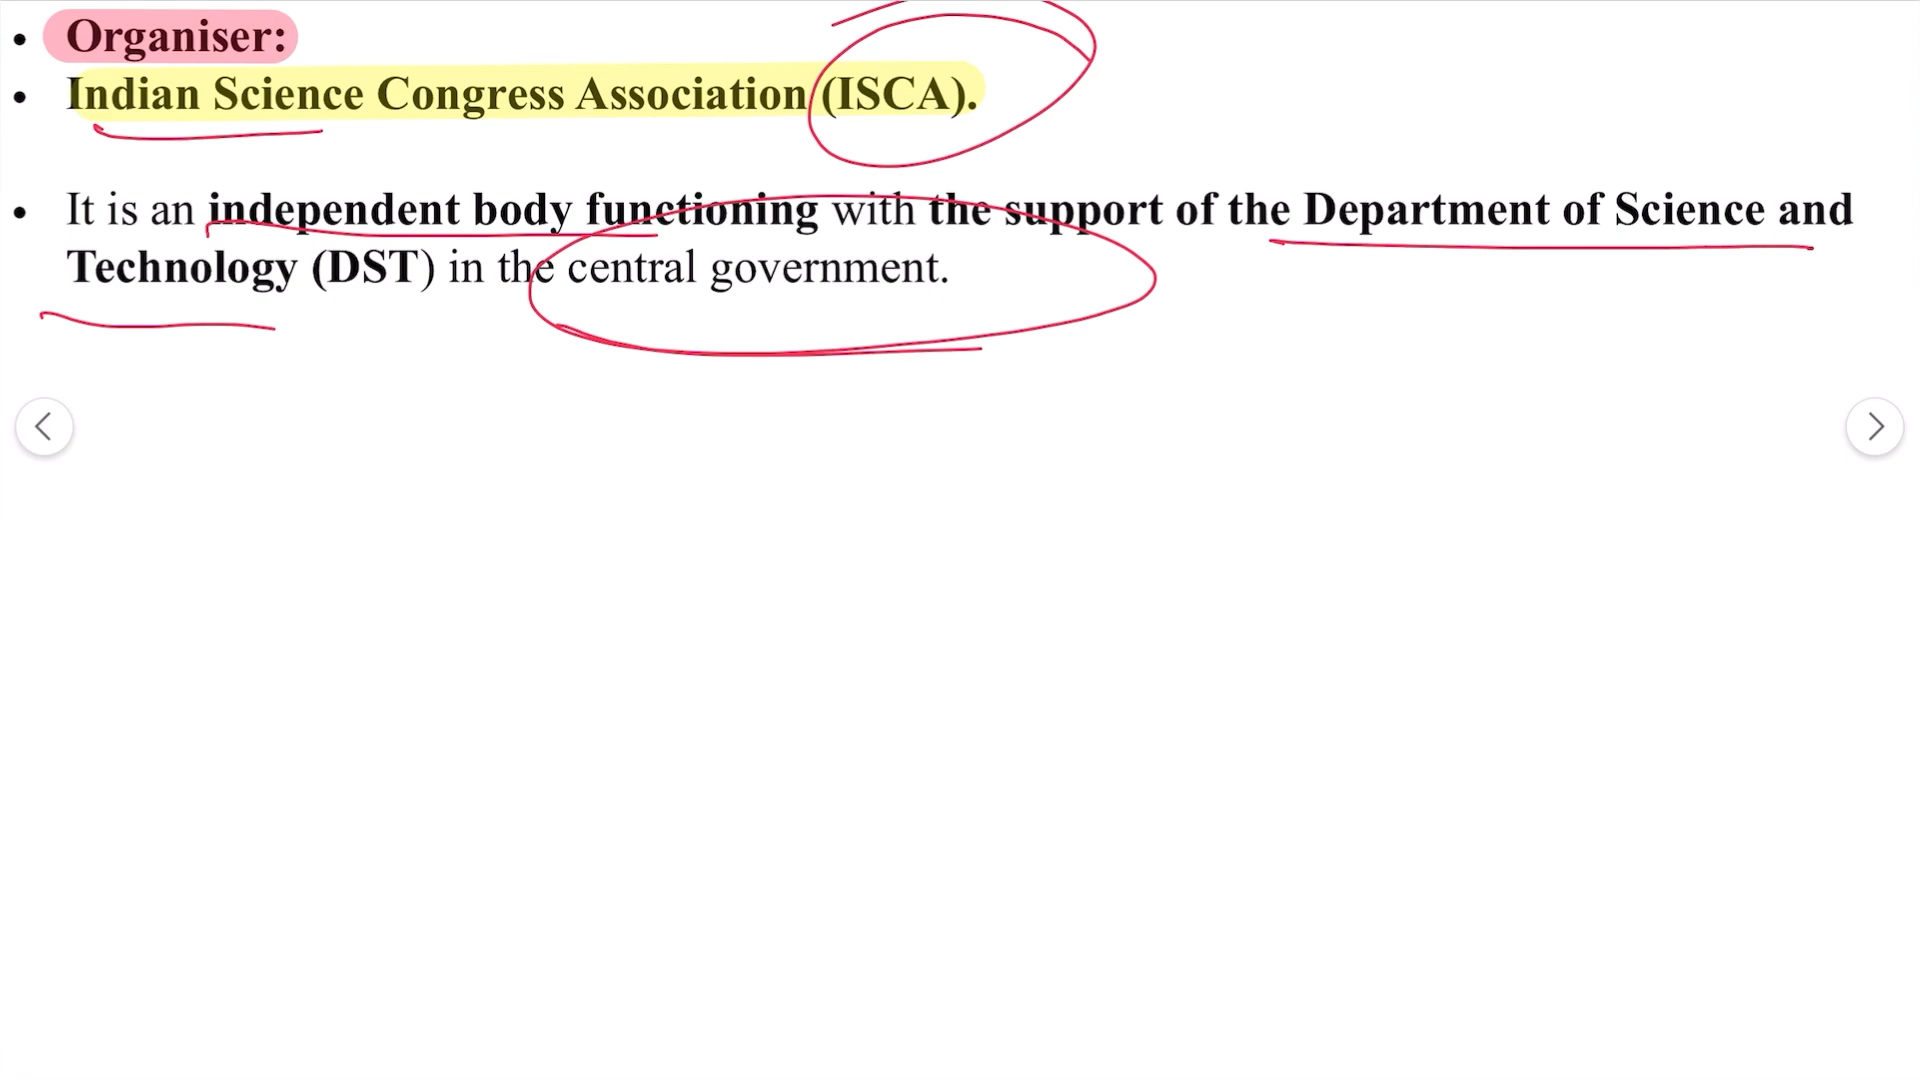 • Organiser:
• Indian Science Congress Association (ISCA).
• It is an independent body functioning with the support of the Department of Science and
Technology (DST) in the central government.